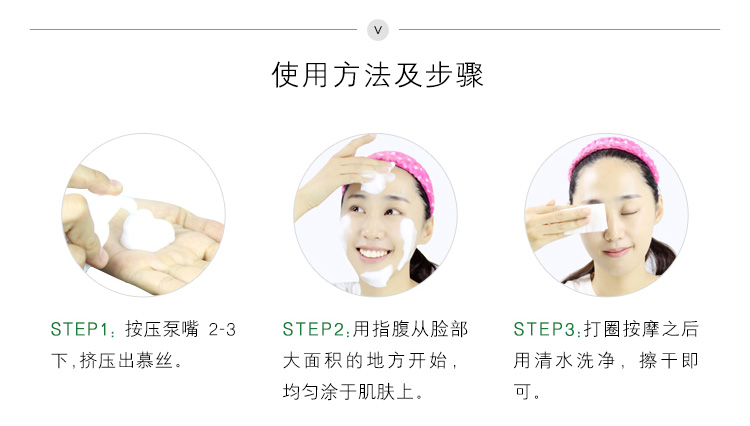 V
使用方法及步骤
STEP1: 按压泵嘴 2-3
下,挤压出慕丝。
STEP2:用指腹从脸部
大面积的地方开始，
均匀涂于肌肤上。
STEP3:打圈按摩之后
用清水洗净，擦干即
可。